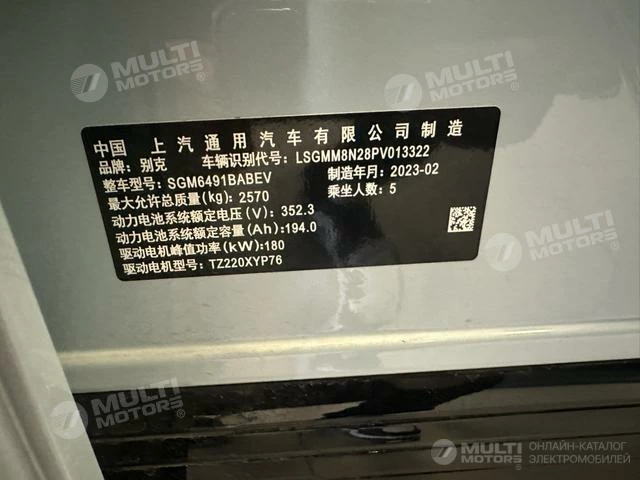 MULTI
MOTORS®
MULTI
MOTORS®
中国 上汽通用汽车有限公司制造
品牌: 别克 车辆识别代号: LSGMM8N28PV013322
整车型号: SGM6491BABEV 制造年月: 2023-02
最大允许总质量(kg): 2570 乘坐人数: 5
动力电池系统额定电压(V): 352.3
动力电池系统额定容量(Ah): 194.0
驱动电机峰值功率(kW): 180
驱动电机型号: TZ220XYP76
MULTI
MOTORS®
MULTI
MOTORS®
MULTI
MOTORS®
ОНЛАЙН-КАТАЛОГ
ЭЛЕКТРОМОБИЛЕЙ